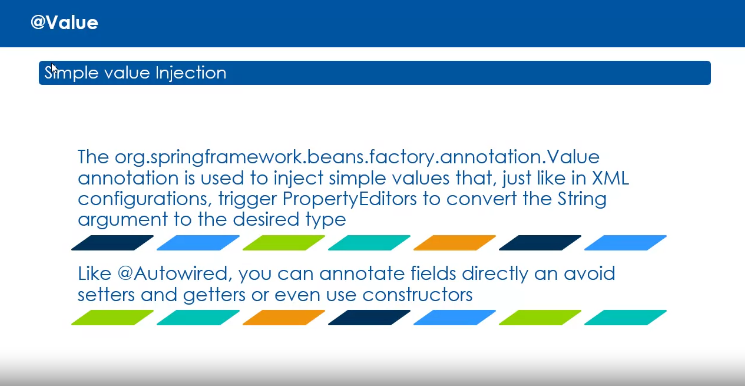 @Value
Simple value Injection
The org.springframework.beans.factory.annotation.Value
annotation is used to inject simple values that, just like in XML
configurations, trigger PropertyEditors to convert the String
argument to the desired type
Like @Autowired, you can annotate fields directly an avoid
setters and getters or even use constructors